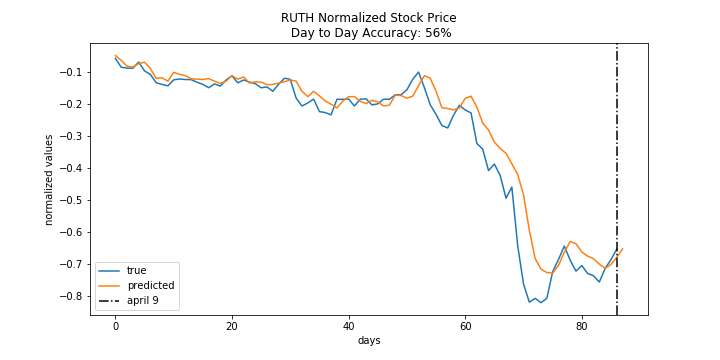 RUTH Normalized Stock Price
Day to Day Accuracy: 56%
normalized values
−0.1
−0.2
−0.3
−0.4
−0.5
−0.6
−0.7
−0.8
true
predicted
april 9
0 20 40 60 80
days